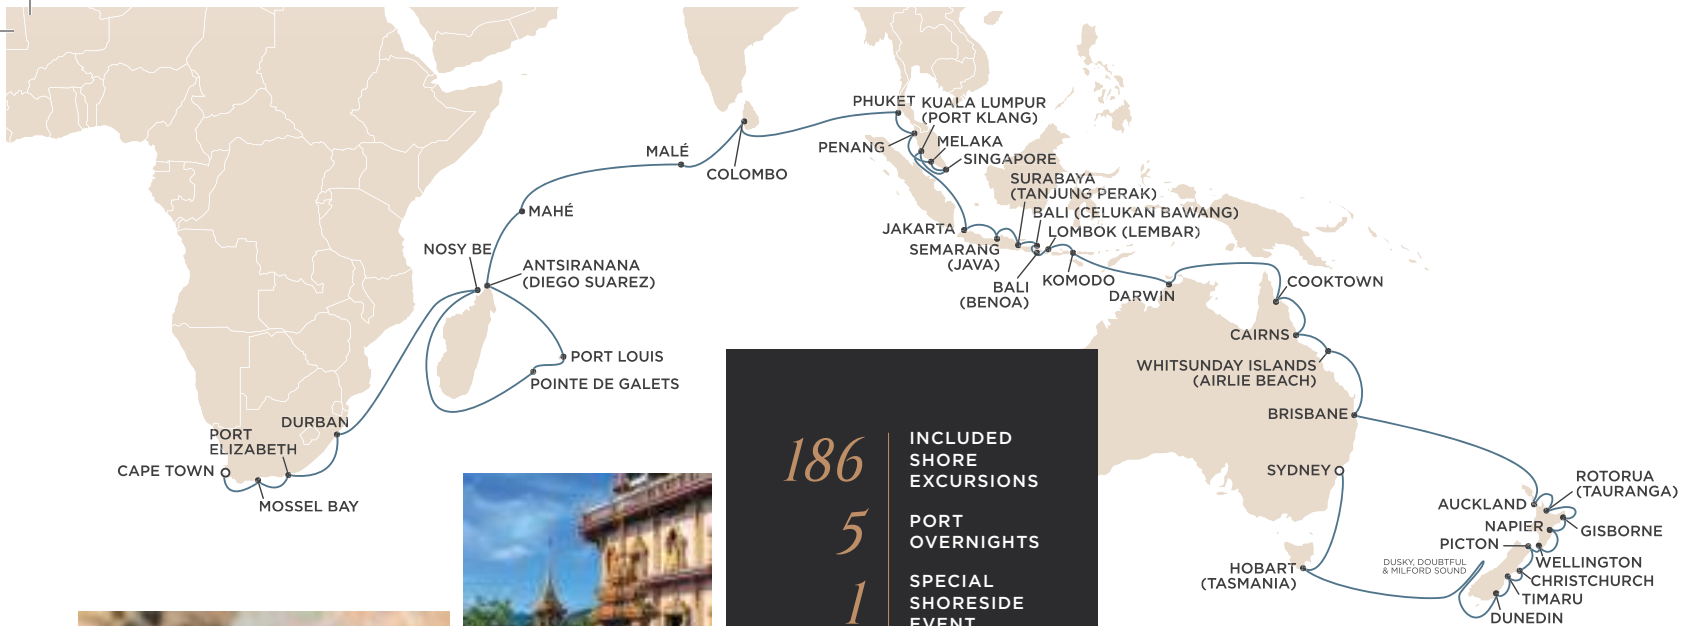 PHUKET
KUALA LUMPUR
(PORT KLANG)
PENANG
MELAKA
SINGAPORE
MALÉ
COLOMBO
SURABAYA
(TANJUNG PERAK)
MAHÉ
BALI (CELUKAN BAWANG)
JAKARTA
LOMBOK (LEMBAR)
SEMARANG
(JAVA)
NOSY BE
ANTSIRANANA
(DIEGO SUAREZ)
KOMODO
BALI
(BENOA)
DARWIN
COOKTOWN
CAIRNS
PORT LOUIS
POINTE DE GALETS
WHITSUNDAY ISLANDS
(AIRLIE BEACH)
BRISBANE
DURBAN
PORT
ELIZABETH
CAPE TOWN
MOSSEL BAY
186
INCLUDED
SHORE
EXCURSIONS
5
PORT
OVERNIGHTS
1
SPECIAL
SHORESIDE
EVENT
SYDNEY
ROTORUA
(TAURANGA)
AUCKLAND
NAPIER
GISBORNE
PICTON
HOBART
(TASMANIA)
DUSKY, DOUBTFUL
& MILFORD SOUND
WELLINGTON
CHRISTCHURCH
TIMARU
DUNEDIN